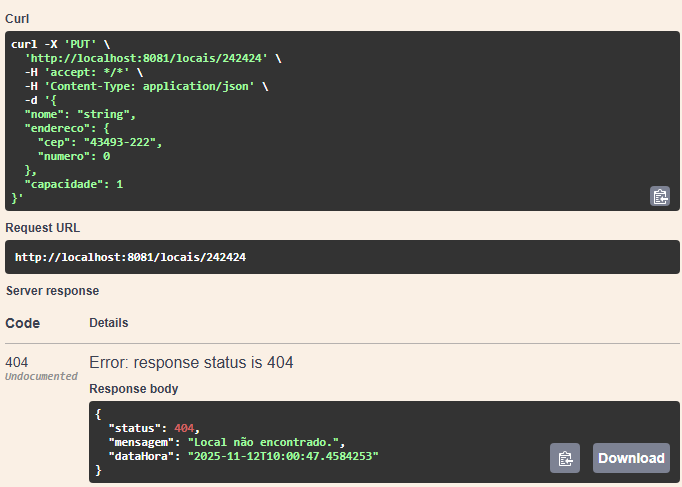 Curl
curl -X 'PUT' \
  'http://localhost:8081/locais/242424' \
  -H 'accept: */*' \
  -H 'Content-Type: application/json' \
  -d '{
  "nome": "string",
  "endereco": {
    "cep": "43493-222",
    "numero": 0
  },
  "capacidade": 1
}'
Request URL
http://localhost:8081/locais/242424
Server response
Code Details
404 Error: response status is 404
Undocumented
Response body
{
  "status": 404,
  "mensagem": "Local não encontrado.",
  "dataHora": "2025-11-12T10:00:47.4584253"
}
Download